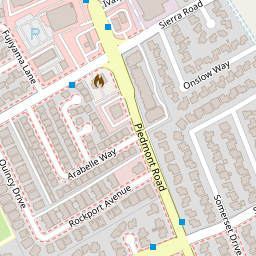 Sierra Road
Fujiyama Lane
Onslow Way
Piedmont Road
Arabelle Way
Quincy Drive
Rockport Avenue
Somerset Drive